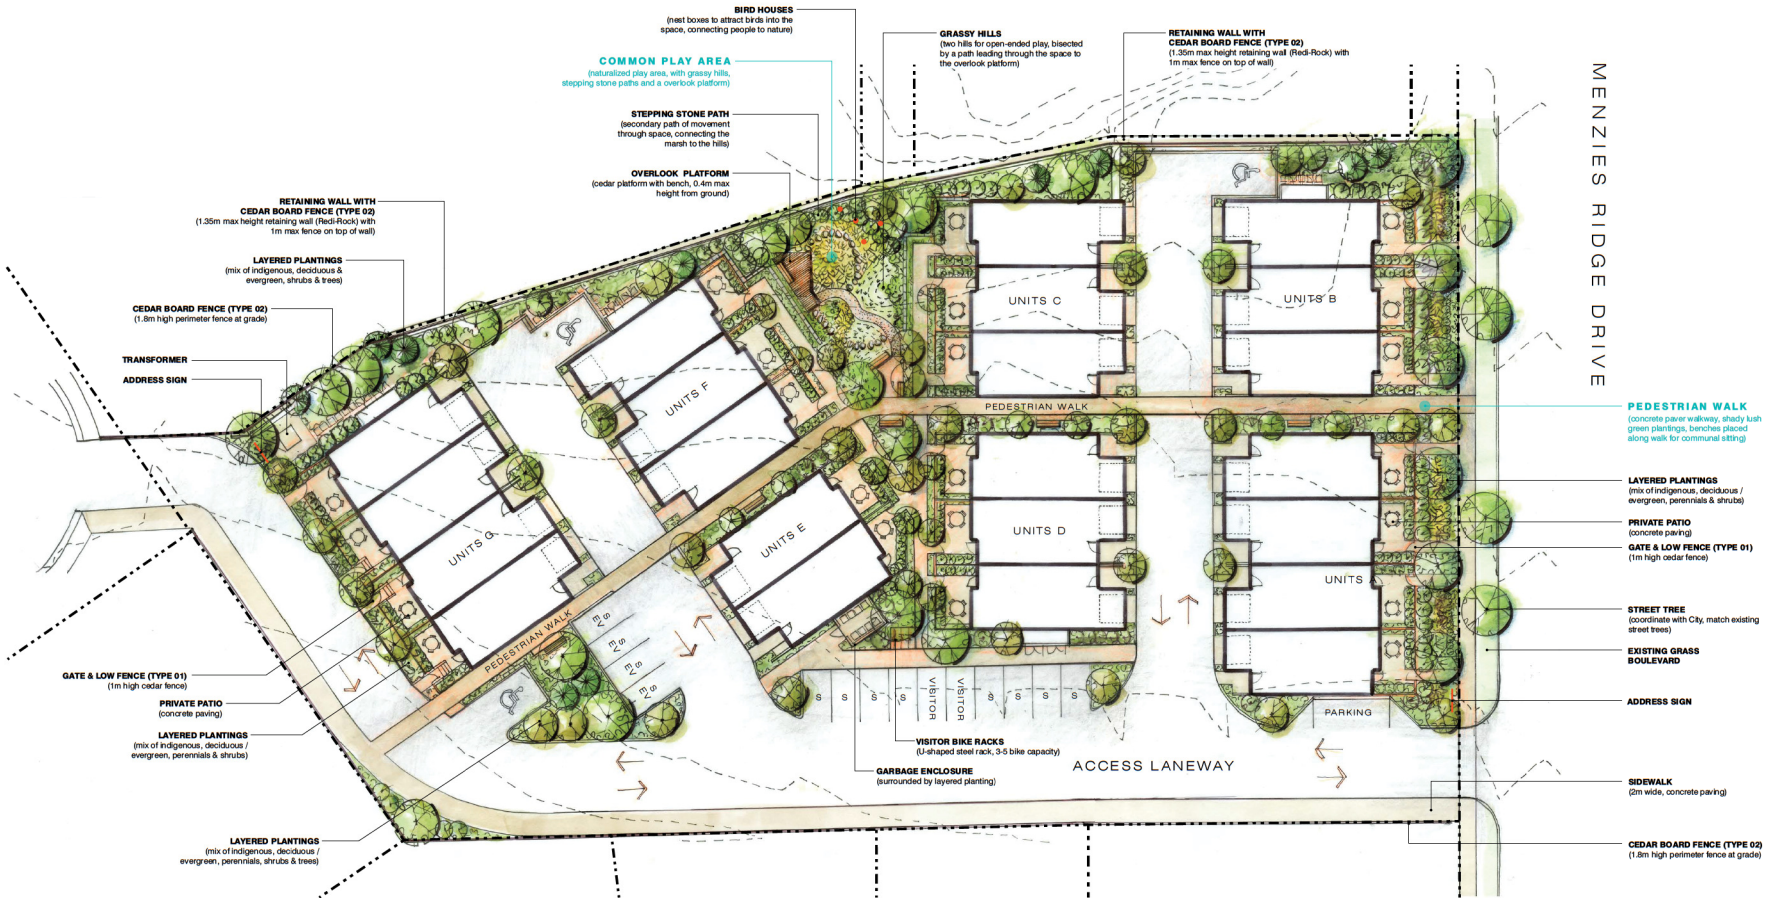 BIRD HOUSES
(nest boxes to attract birds into the
space, connecting people to nature)
COMMON PLAY AREA
(naturalized play area, with grassy hills,
stepping stone paths and a overlook platform)
STEPPING STONE PATH
(secondary path of movement
through space, connecting the
marsh to the hills)
OVERLOOK PLATFORM
(cedar platform with bench, 0.4m max
height from ground)
GRASSY HILLS
(two hills for open-ended play, bisected
by a path leading through the space to
the overlook platform)
RETAINING WALL WITH
CEDAR BOARD FENCE (TYPE 02)
(1.35m max height retaining wall (Redi-Rock) with
1m max fence on top of wall)
MENZIES RIDGE DRIVE
RETAINING WALL WITH
CEDAR BOARD FENCE (TYPE 02)
(1.35m max height retaining wall (Redi-Rock) with
1m max fence on top of wall)
LAYERED PLANTINGS
(mix of indigenous, deciduous &
evergreen, shrubs & trees)
CEDAR BOARD FENCE (TYPE 02)
(1.8m high perimeter fence at grade)
TRANSFORMER
ADDRESS SIGN
UNITS C
UNITS B
UNITS F
PEDESTRIAN WALK
UNITS G
UNITS E
UNITS D
UNITS A
PEDESTRIAN WALK
SV
EV
SV
EV
SV
EV
SV
EV
S
S
S
S
VISITOR
VISITOR
S
S
S
S
PARKING
ACCESS LANEWAY
PEDESTRIAN WALK
(concrete paver walkway, shady lush
green plantings, benches placed
along walk for communal sitting)
LAYERED PLANTINGS
(mix of indigenous, deciduous /
evergreen, perennials & shrubs)
PRIVATE PATIO
(concrete paving)
GATE & LOW FENCE (TYPE 01)
(1m high cedar fence)
STREET TREE
(coordinate with City, match existing
street trees)
EXISTING GRASS
BOULEVARD
ADDRESS SIGN
SIDEWALK
(2m wide, concrete paving)
CEDAR BOARD FENCE (TYPE 02)
(1.8m high perimeter fence at grade)
GATE & LOW FENCE (TYPE 01)
(1m high cedar fence)
PRIVATE PATIO
(concrete paving)
LAYERED PLANTINGS
(mix of indigenous, deciduous /
evergreen, perennials & shrubs)
LAYERED PLANTINGS
(mix of indigenous, deciduous /
evergreen, perennials, shrubs & trees)
VISITOR BIKE RACKS
(U-shaped steel rack, 3-5 bike capacity)
GARBAGE ENCLOSURE
(surrounded by layered planting)